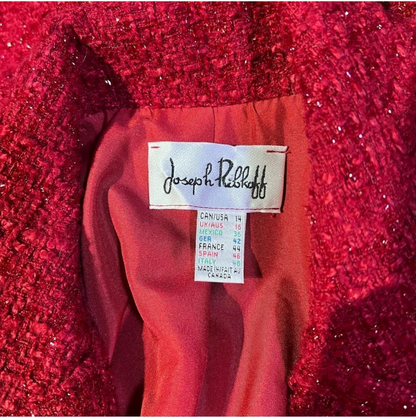 Joseph Ribkoff
CAN/USA 14
UK/AUS 16
MEXICO 36
GER 42
FRANCE 44
SPAIN 46
ITALY 48
MADE IN/FAIT AU
CANADA